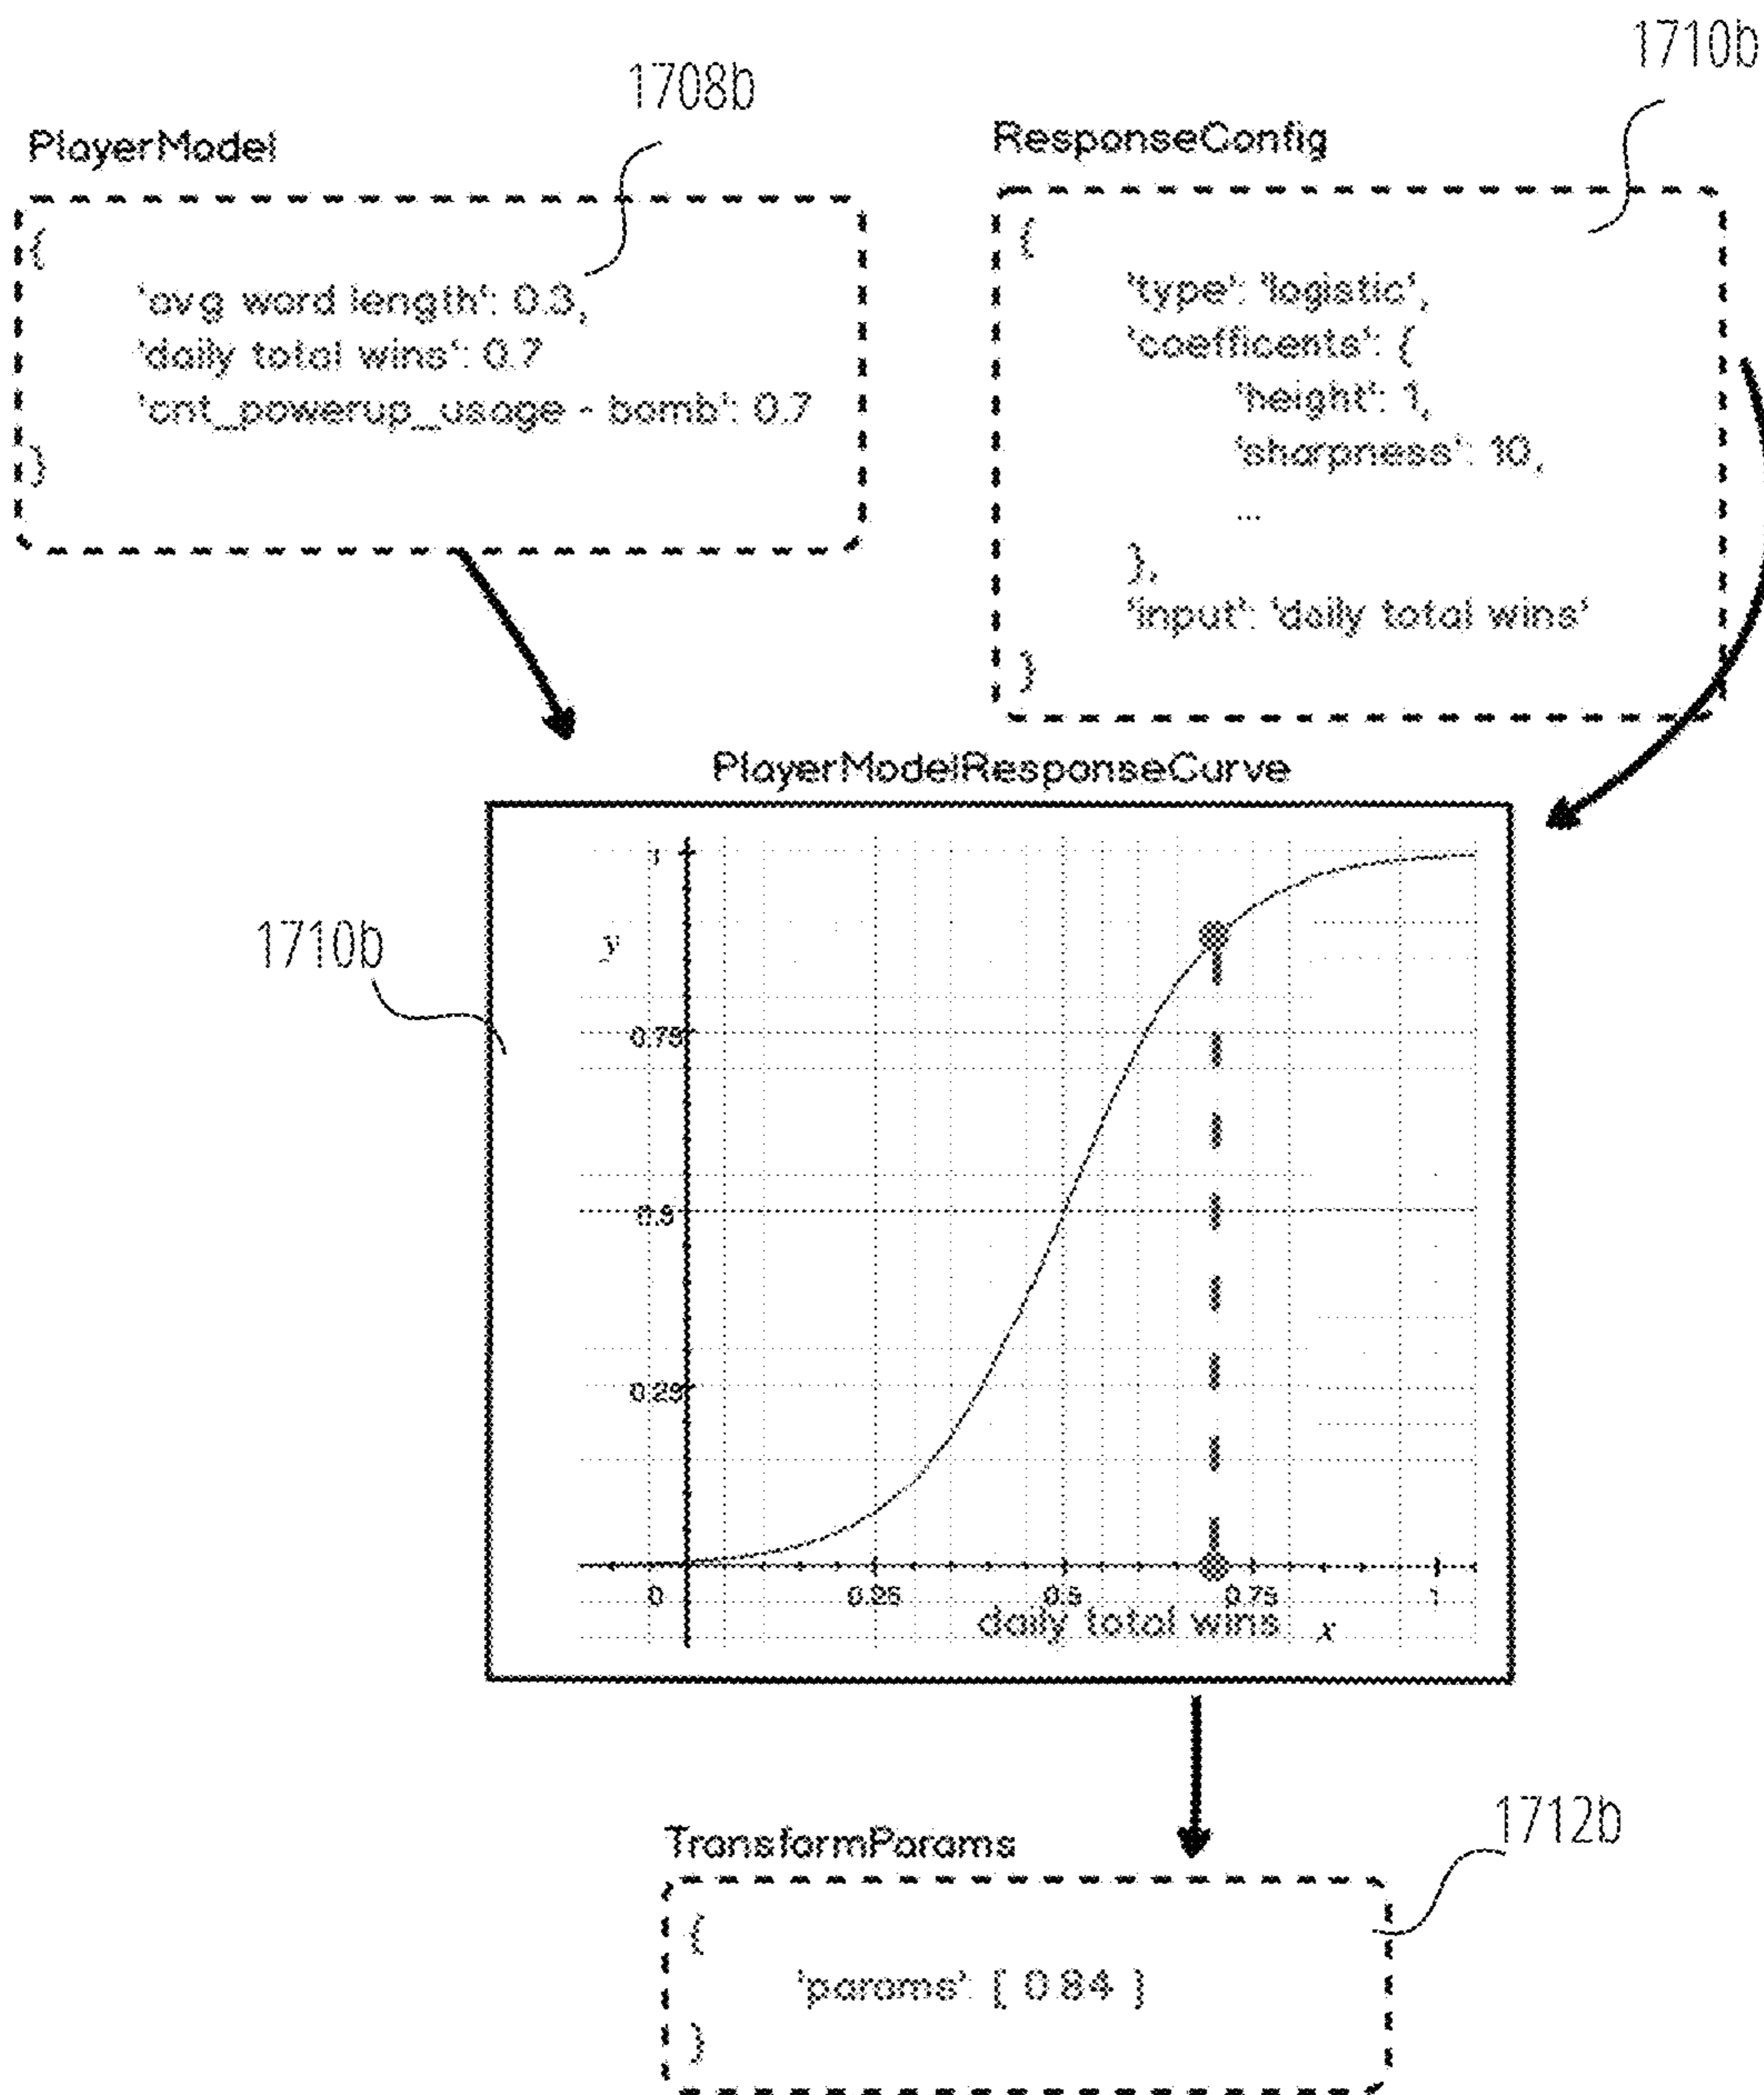 1708b
PlayerModel
{
'avg word length': 0.3,
'daily total wins': 0.7
'cnt_powerup_usage - bomb': 0.7
}
1710b
ResponseConfig
{
'type': 'logistic',
'coefficents': {
'height': 1,
'sharpness': 10,
...
},
'input': 'daily total wins'
}
PlayerModelResponseCurve
1710b
1
y
0.75
0.5
0.25
0 0.25 0.5 0.75 1
daily total wins x
TransformParams
1712b
{
'params': [ 0.84 ]
}